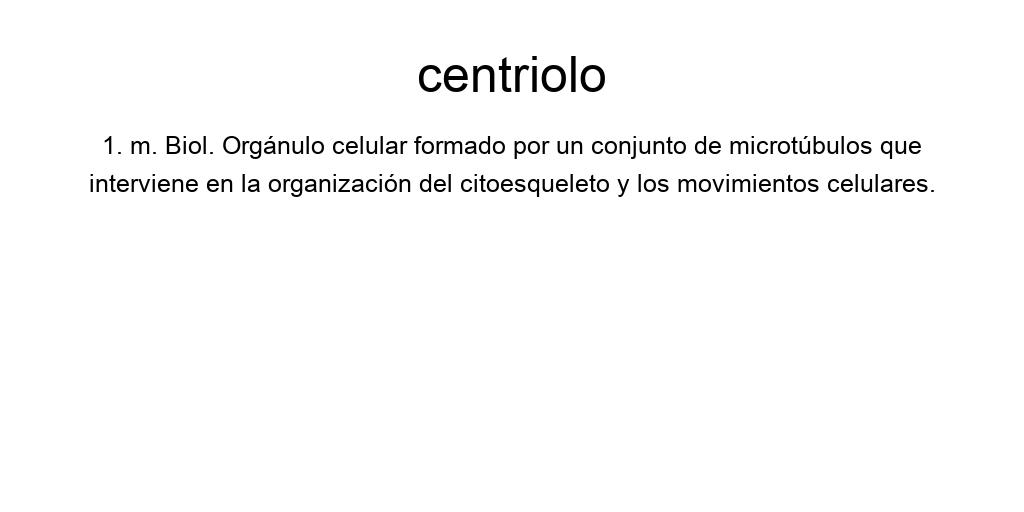 centriolo
1. m. Biol. Orgánulo celular formado por un conjunto de microtúbulos que
interviene en la organización del citoesqueleto y los movimientos celulares.